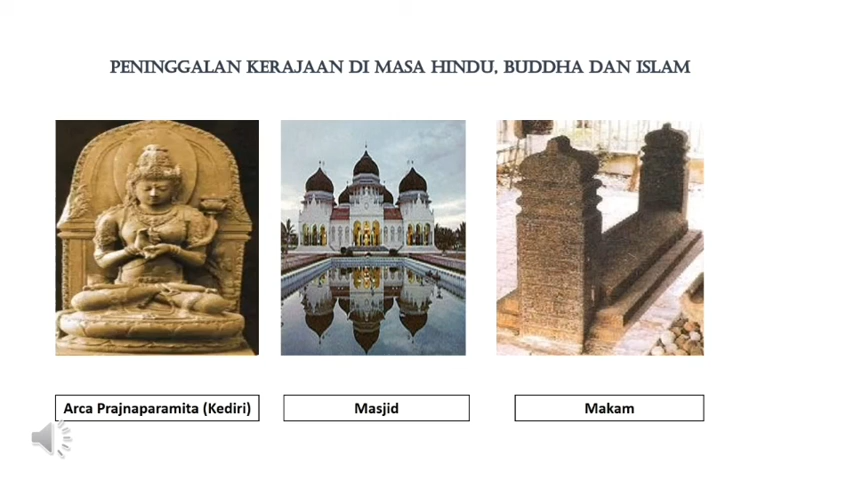 PENINGGALAN KERAJAAN DI MASA HINDU, BUDDHA DAN ISLAM
Arca Prajnaparamita (Kediri)
Masjid
Makam